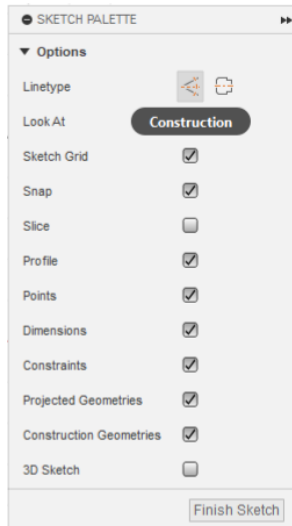 SKETCH PALETTE
Options
Linetype
Look At
Construction
Sketch Grid
Snap
Slice
Profile
Points
Dimensions
Constraints
Projected Geometries
Construction Geometries
3D Sketch
Finish Sketch